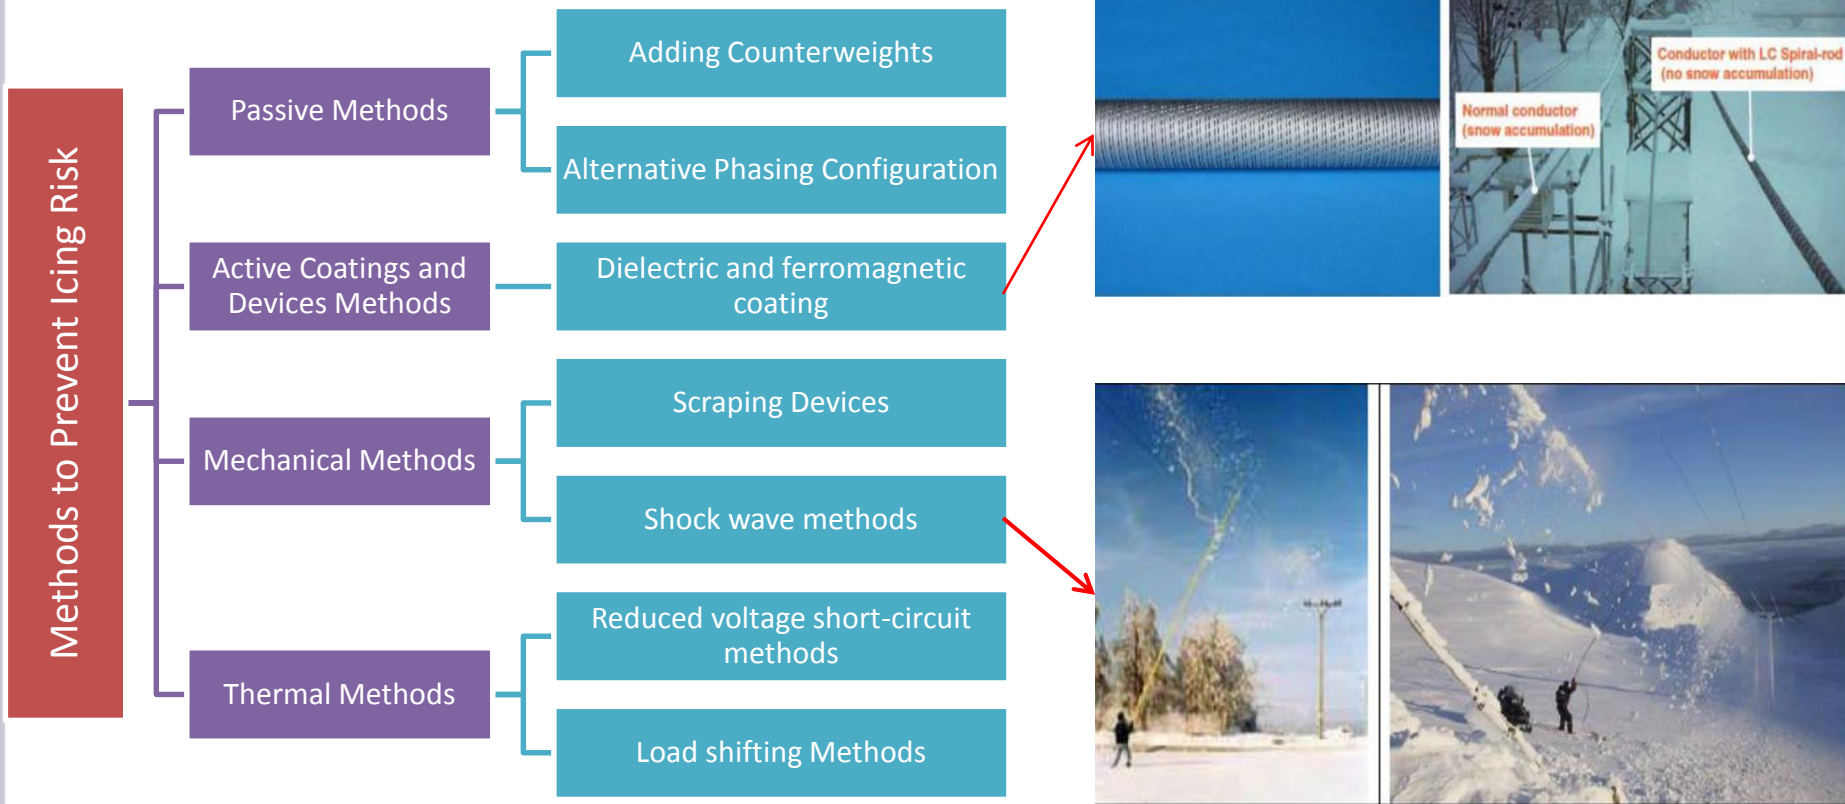 Methods to Prevent Icing Risk
Passive Methods
Adding Counterweights
Alternative Phasing Configuration
Active Coatings and
Devices Methods
Dielectric and ferromagnetic
coating
Mechanical Methods
Scraping Devices
Shock wave methods
Thermal Methods
Reduced voltage short-circuit
methods
Load shifting Methods
Normal conductor
(snow accumulation)
Conductor with LC Spiral-rod
(no snow accumulation)